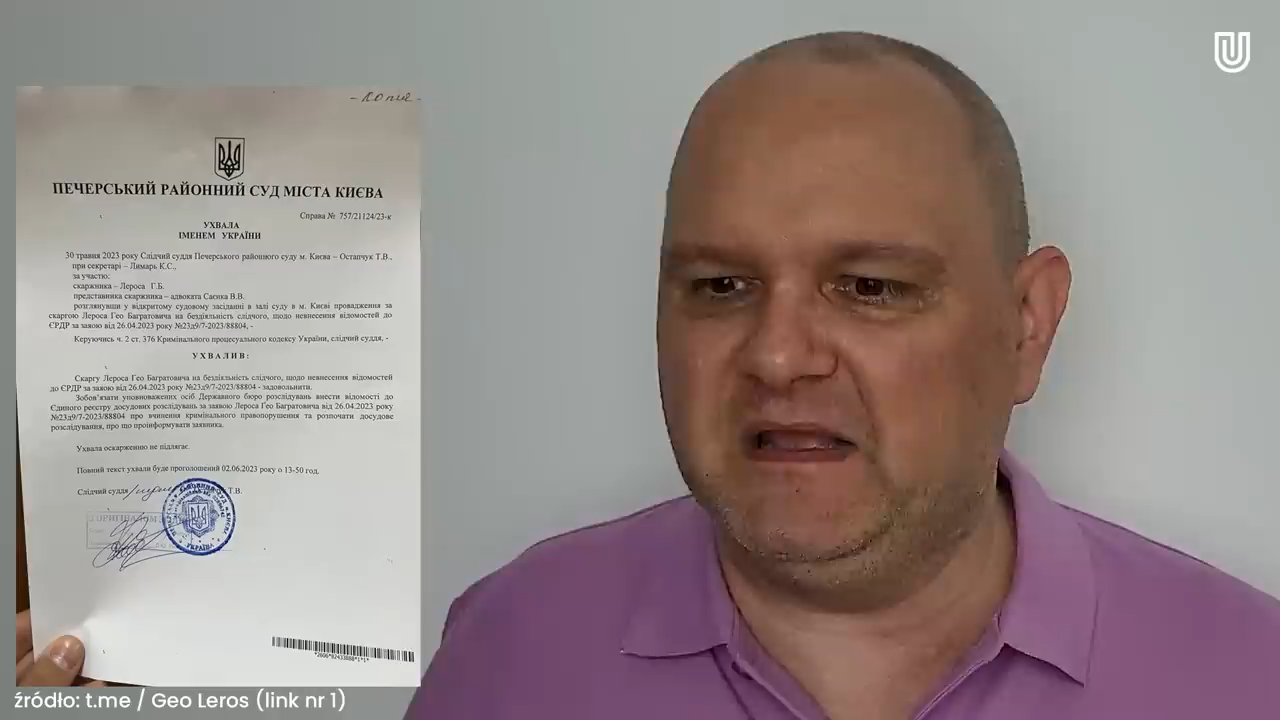 - копія -
ПЕЧЕРСЬКИЙ РАЙОННИЙ СУД МІСТА КИЄВА
Справа № 757/21124/23-к
УХВАЛА
ІМЕНЕМ УКРАЇНИ
30 травня 2023 року Слідчий суддя Печерського районного суду м. Києва – Остапчук Т.В.,
при секретарі – Лимарь К.С.,
за участю:
скаржника – Лероса Г.Б.
представника скаржника – адвоката Саєнка В.В.
розглянувши у відкритому судовому засіданні в залі суду в м. Києві провадження за
скаргою Лероса Гео Багратовича на бездіяльність слідчого, щодо невнесення відомостей до
ЄРДР за заяою від 26.04.2023 року №23д9/7-2023/88804, -
Керуючись ч. 2 ст. 376 Кримінального процесуального кодексу України, слідчий суддя, -
УХВАЛИВ:
Скаргу Лероса Гео Багратовича на бездіяльність слідчого, щодо невнесення відомостей
до ЄРДР за заяою від 26.04.2023 року №23д9/7-2023/88804 - задовольнити.
Зобов'язати уповноважених осіб Державного бюро розслідувань внести відомості до
Єдиного реєстру досудових розслідувань за заявою Лероса Гео Багратовича від 26.04.2023 року
№23д9/7-2023/88804 про вчинення кримінального правопорушення та розпочати досудове
розслідування, про що проінформувати заявника.
Ухвала оскарженню не підлягає.
Повний текст ухвали буде проголошений 02.06.2023 року о 13-50 год.
Слідчий суддя Т.В.
УКРАЇНА
źródło: t.me / Geo Leros (link nr 1)